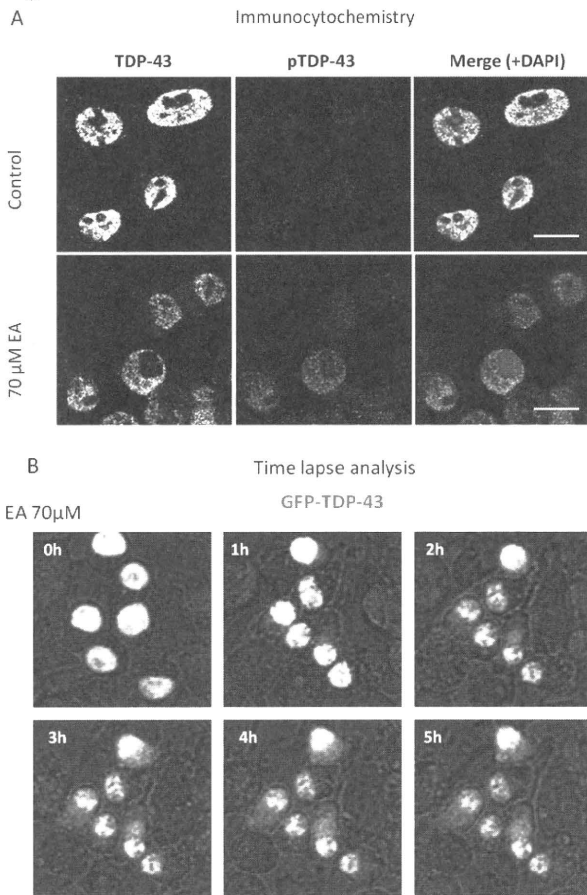 A
Immunocytochemistry
TDP-43 pTDP-43 Merge (+DAPI)
Control
70 µM EA
B
Time lapse analysis
EA 70µM
GFP-TDP-43
0h 1h 2h
3h 4h 5h